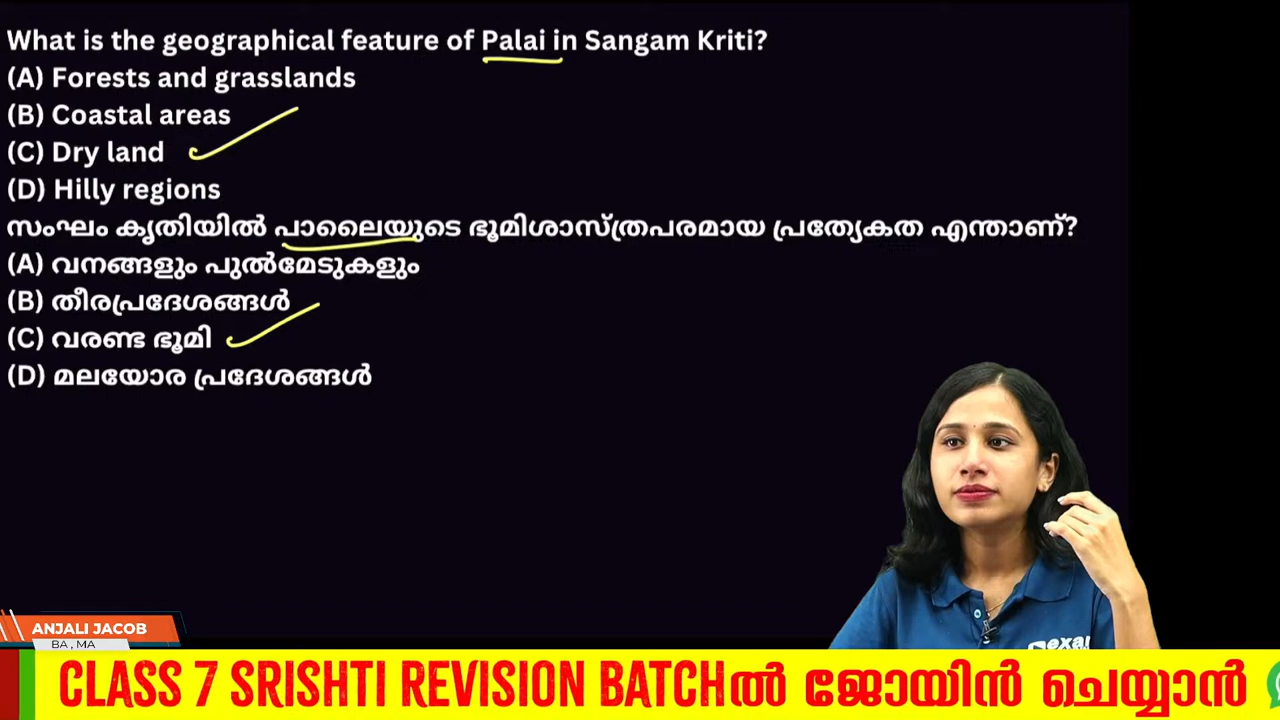 What is the geographical feature of Palai in Sangam Kriti?
(A) Forests and grasslands
(B) Coastal areas
(C) Dry land
(D) Hilly regions
സംഘം കൃതിയിൽ പാലൈയുടെ ഭൂമിശാസ്ത്രപരമായ പ്രത്യേകത എന്താണ്?
(A) വനങ്ങളും പുൽമേടുകളും
(B) തീരപ്രദേശങ്ങൾ
(C) വരണ്ട ഭൂമി
(D) മലയോര പ്രദേശങ്ങൾ
exa
ANJALI JACOB
BA , MA
CLASS 7 SRISHTI REVISION BATCHൽ ജോയിൻ ചെയ്യാൻ